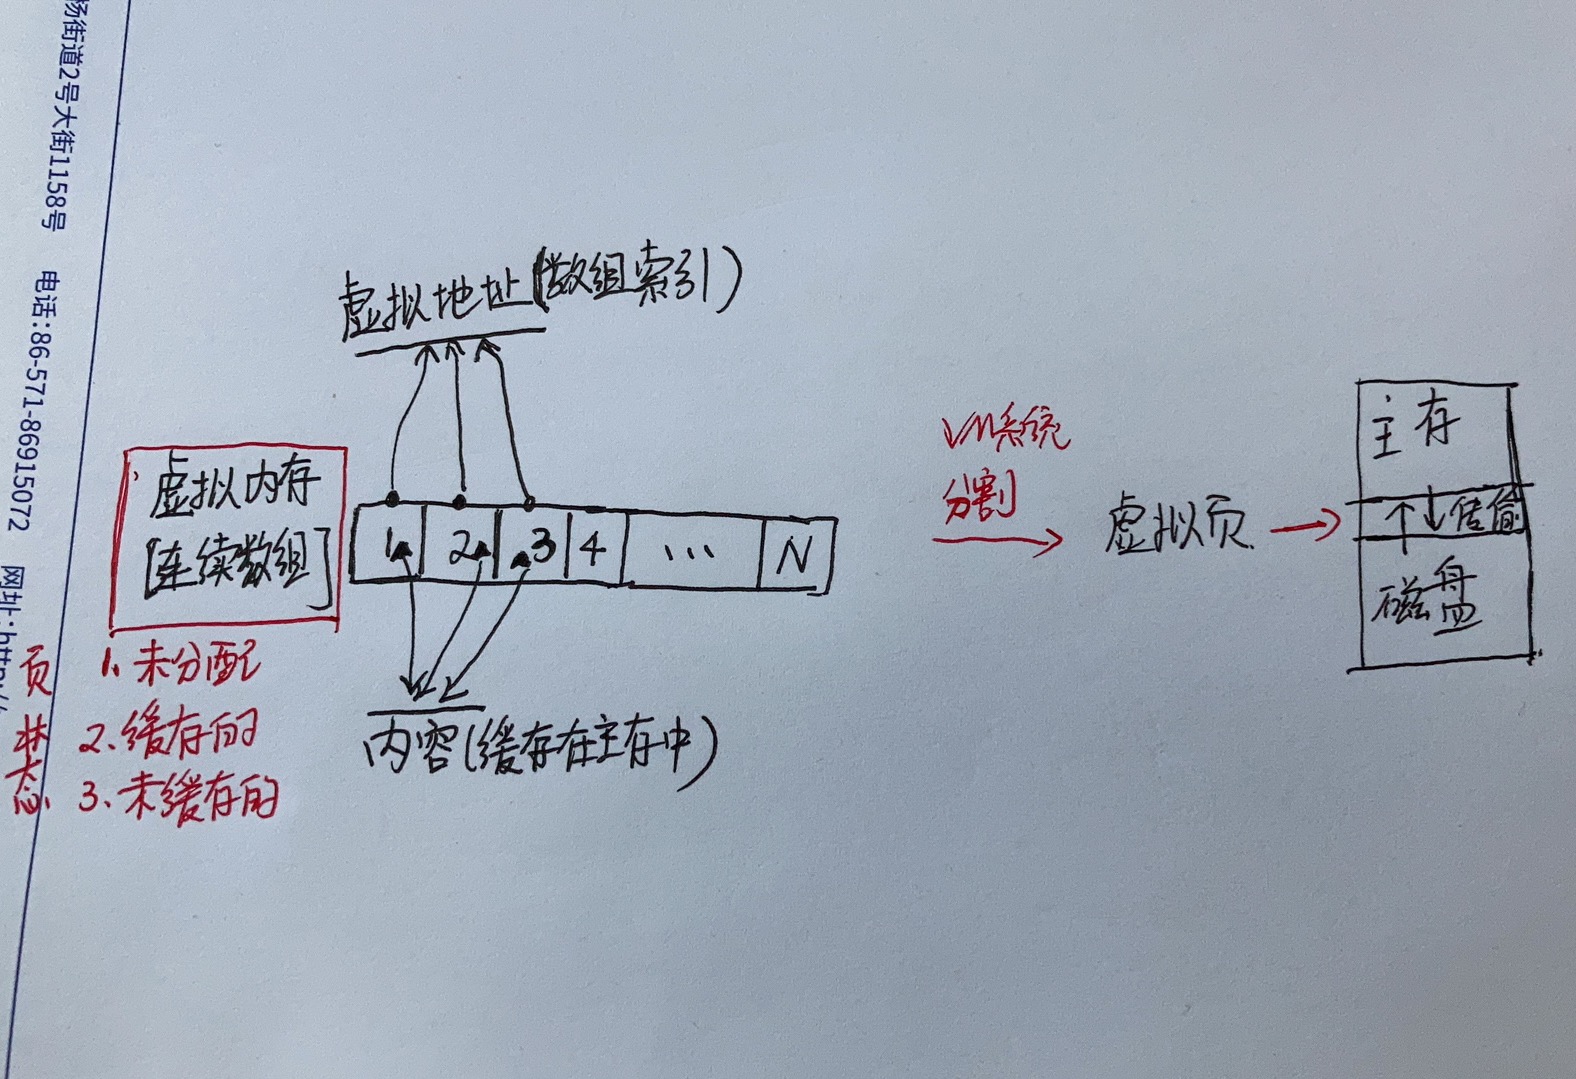 杨街道2号大街1158号 电话:86-571-86915072 网址:http:/
虚拟地址(数组索引)
虚拟内存
[连续数组]
1 2 3 4 ... N
VM系统
分割
虚拟页
主存
↑↓传输
磁盘
页状态
1、未分配
2、缓存的
3、未缓存的
内容(缓存在主存中)